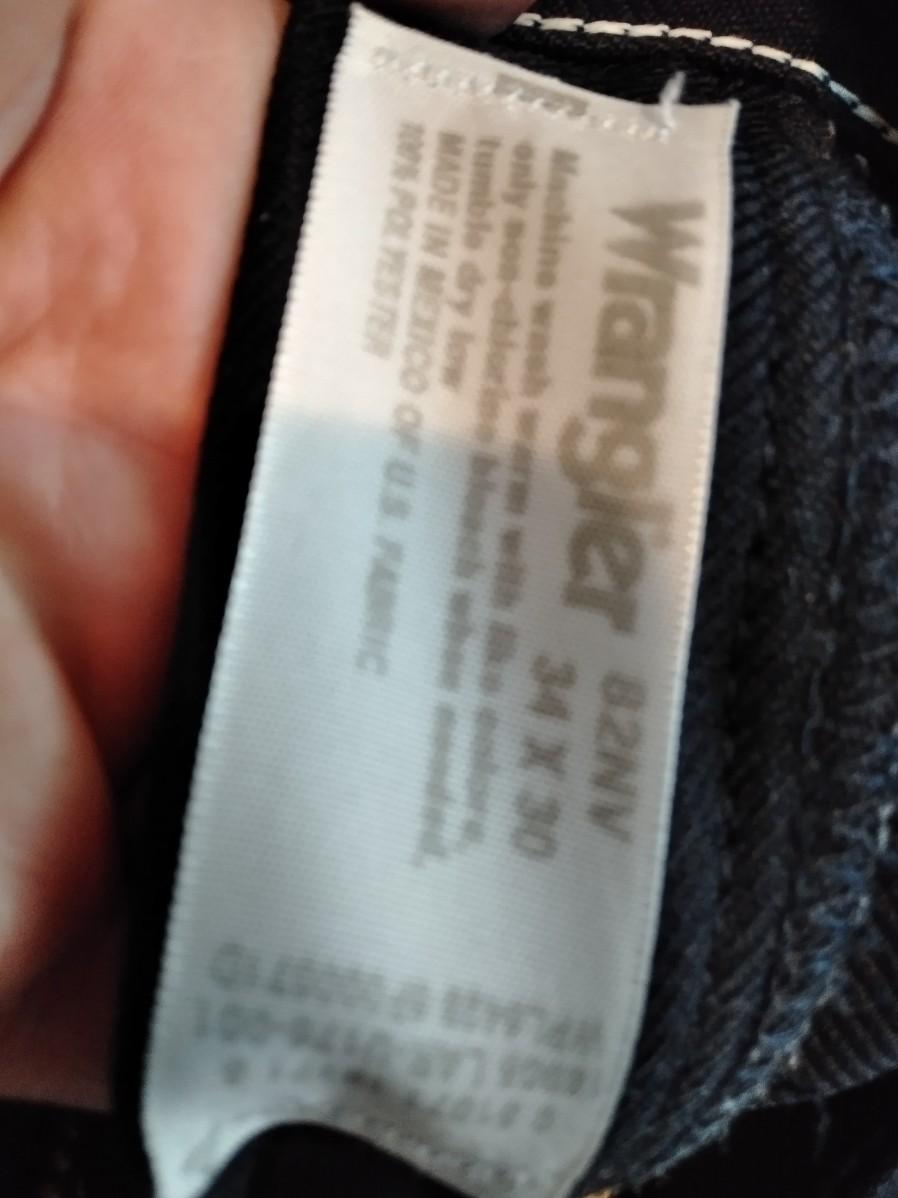 Wrangler 82NV
34 X 30
Machine wash warm with like colors,
only non-chlorine bleach when needed,
tumble dry low
MADE IN MEXICO OF U.S. FABRIC
100% POLYESTER